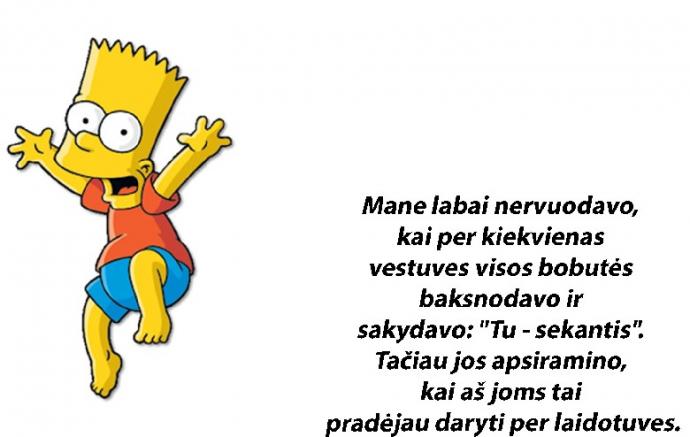 Mane labai nervuodavo,
kai per kiekvienas
vestuves visos bobutės
baksnodavo ir
sakydavo: "Tu - sekantis".
Tačiau jos apsiramino,
kai aš joms tai
pradėjau daryti per laidotuves.